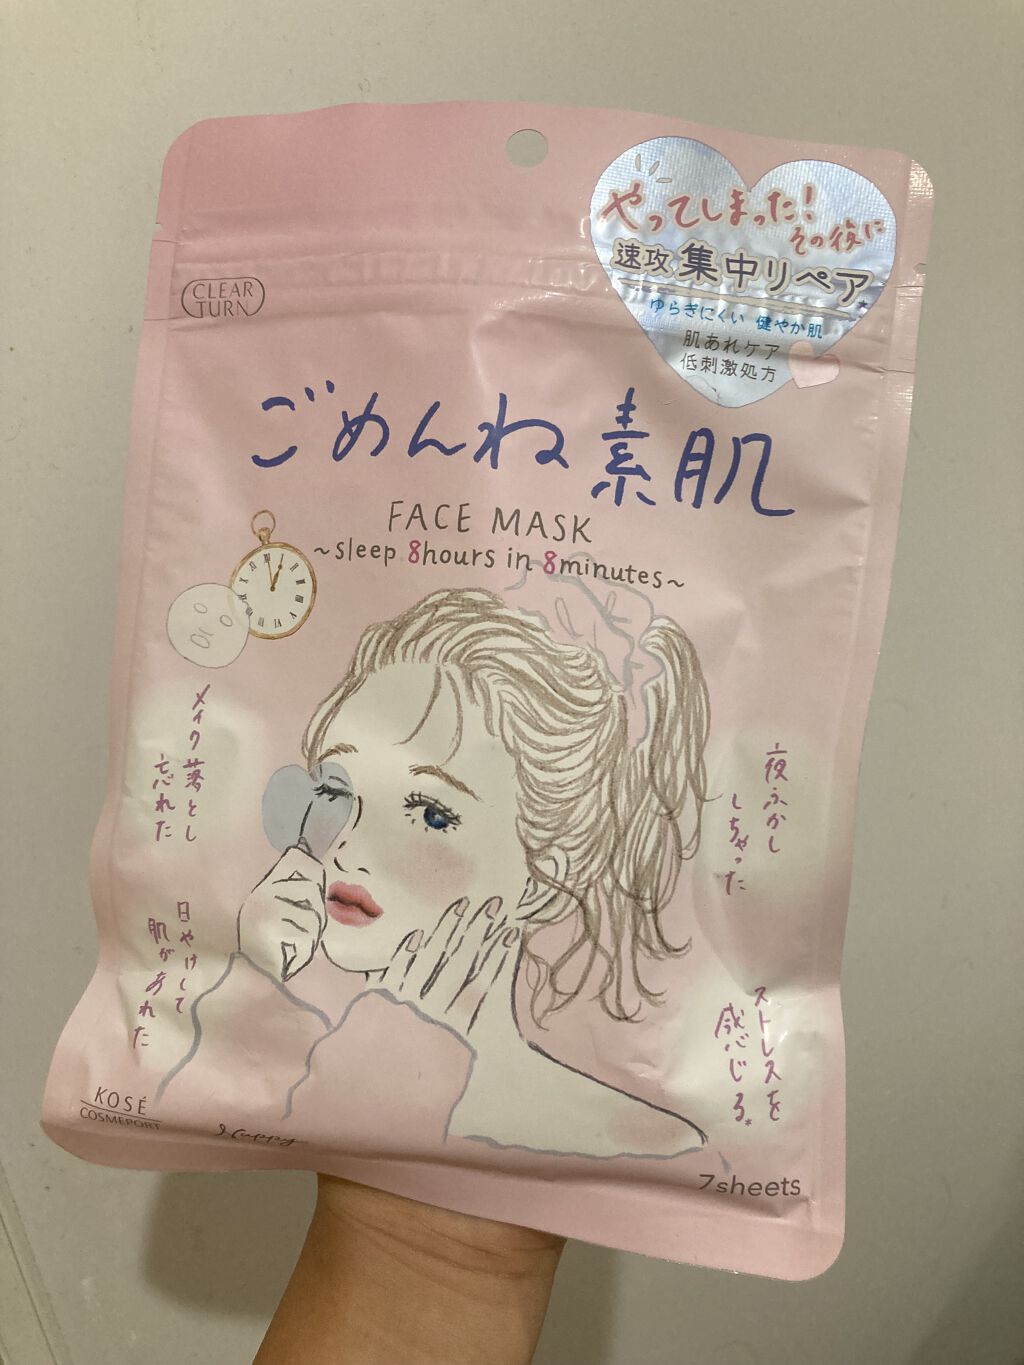 やってしまった!
その後に
速攻 集中リペア*
ゆらぎにくい 健やか肌
肌あれケア
低刺激処方
CLEAR
TURN
ごめんね素肌
FACE MASK
~sleep 8hours in 8minutes~
メイク落とし
忘れた
夜ふかし
しちゃった
日やけして
肌があれた
ストレスを
感じる*
KOSÉ
COSMEPORT
7sheets